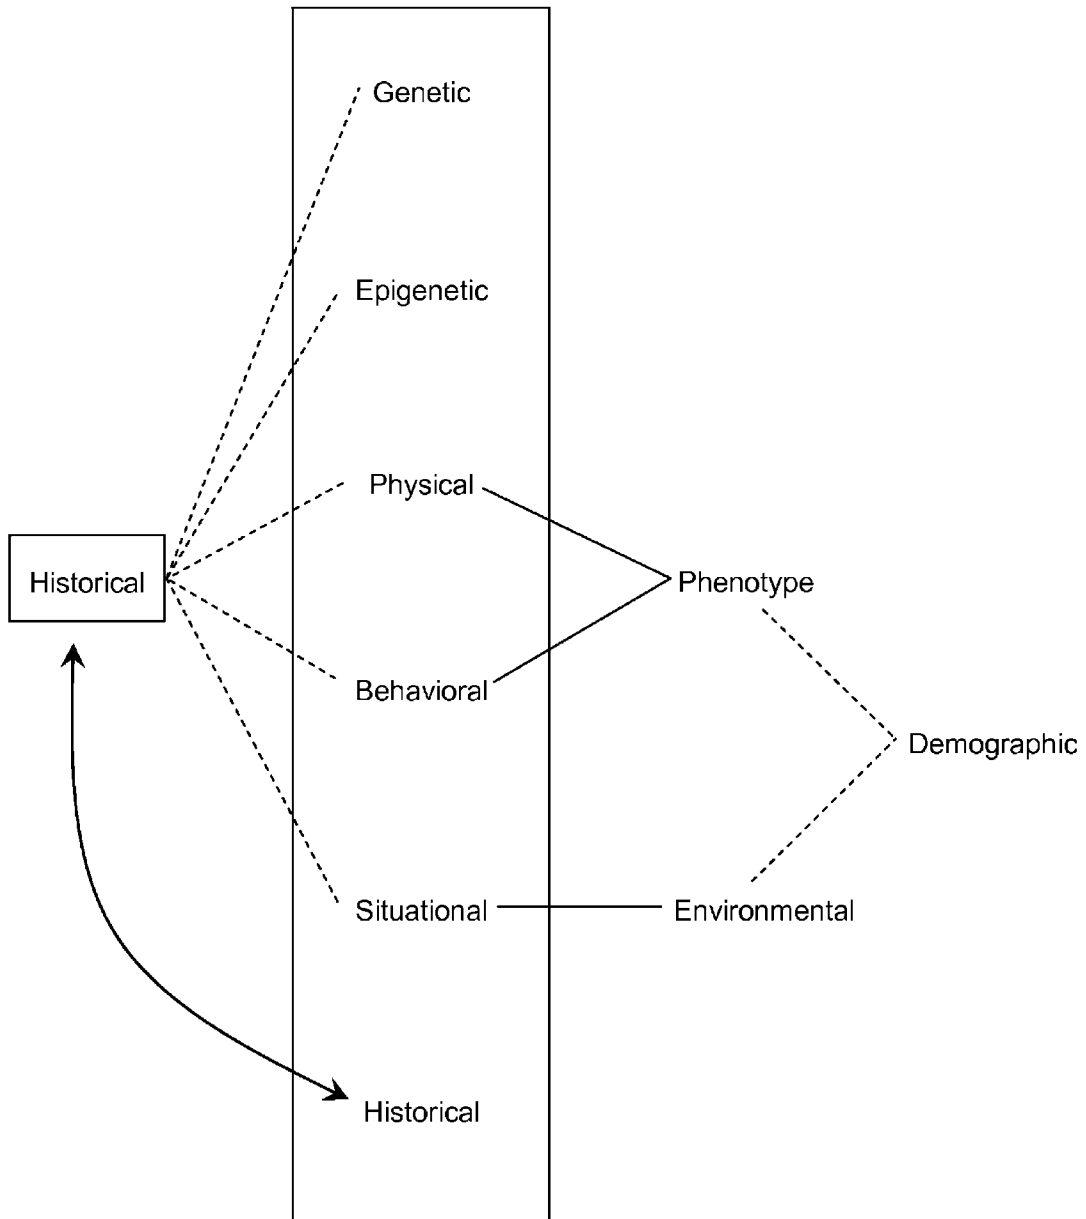 Genetic
Epigenetic
Physical
Historical
Phenotype
Behavioral
Demographic
Situational
Environmental
Historical